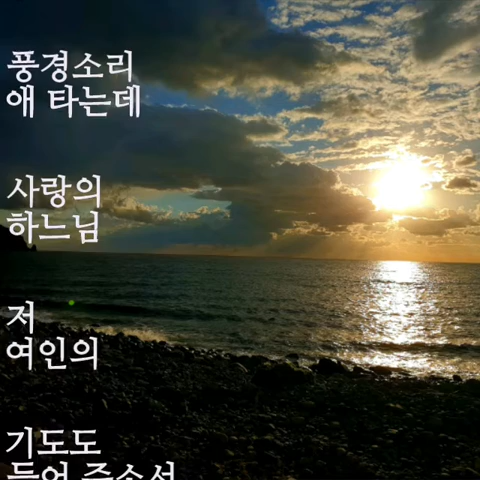 풍경소리
애 타는데
사랑의
하느님
저
여인의
기도도
들어 주소서